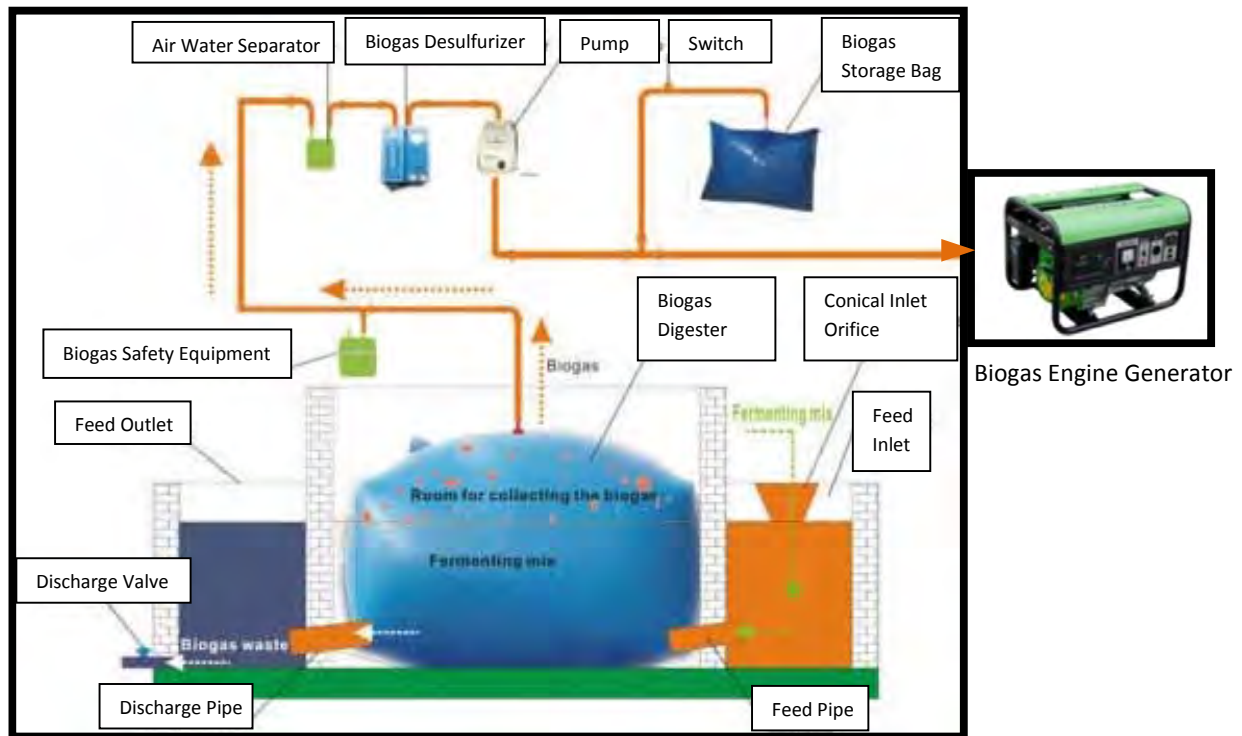 Air Water Separator
Biogas Desulfurizer
Pump
Switch
Biogas
Storage Bag
Biogas Safety Equipment
Biogas
Biogas
Digester
Conical Inlet
Orifice
Biogas Engine Generator
Feed Outlet
Fermenting mix
Feed
Inlet
Room for collecting the biogas
Fermenting mix
Discharge Valve
Biogas waste
Discharge Pipe
Feed Pipe